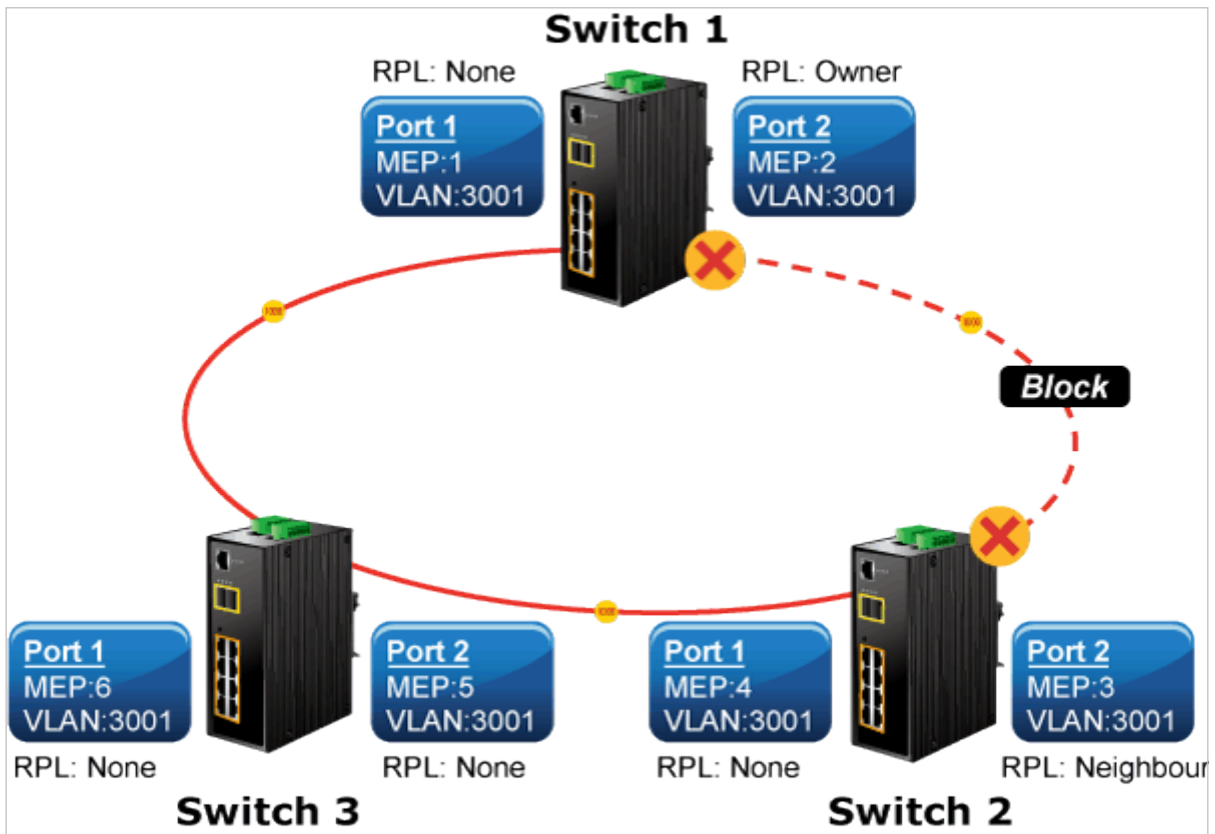 Switch 1
RPL: None
RPL: Owner
Port 1
MEP:1
VLAN:3001
Port 2
MEP:2
VLAN:3001
Block
Port 1
MEP:6
VLAN:3001
Port 2
MEP:5
VLAN:3001
Port 1
MEP:4
VLAN:3001
Port 2
MEP:3
VLAN:3001
RPL: None
RPL: None
RPL: None
RPL: Neighbour
Switch 3
Switch 2